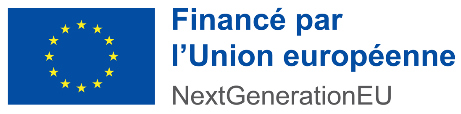 Financé par
l’Union européenne
NextGenerationEU